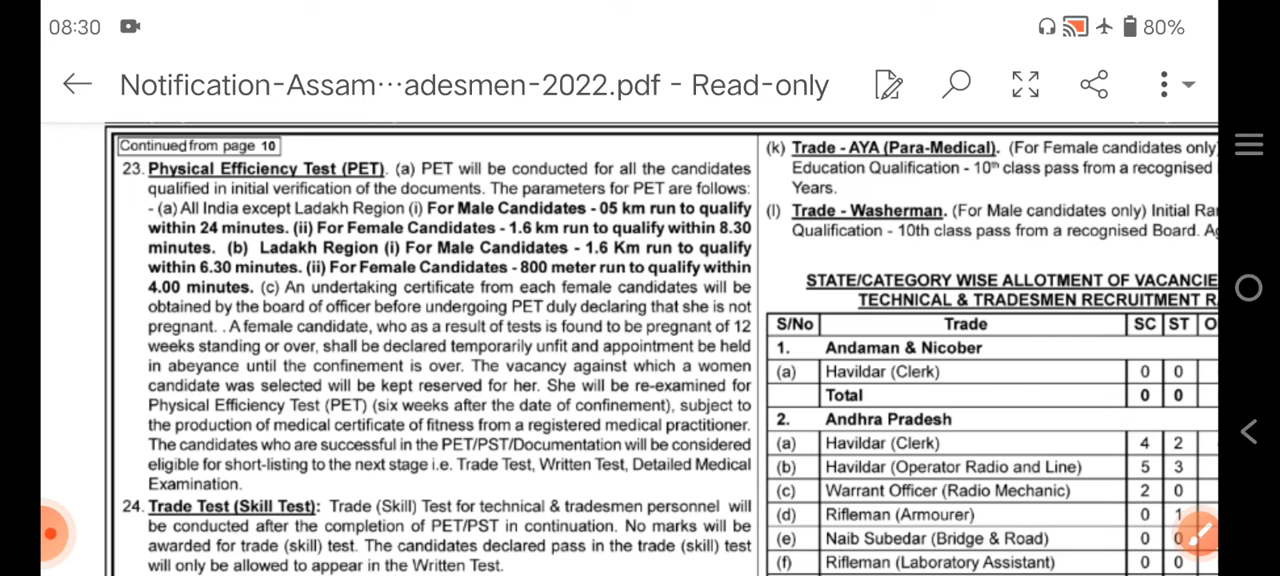 08:30
80%
Notification-Assam···adesmen-2022.pdf - Read-only
Continued from page 10
23. Physical Efficiency Test (PET). (a) PET will be conducted for all the candidates
qualified in initial verification of the documents. The parameters for PET are follows:
- (a) All India except Ladakh Region (i) For Male Candidates - 05 km run to qualify
within 24 minutes. (ii) For Female Candidates - 1.6 km run to qualify within 8.30
minutes. (b) Ladakh Region (i) For Male Candidates - 1.6 Km run to qualify
within 6.30 minutes. (ii) For Female Candidates - 800 meter run to qualify within
4.00 minutes. (c) An undertaking certificate from each female candidates will be
obtained by the board of officer before undergoing PET duly declaring that she is not
pregnant. . A female candidate, who as a result of tests is found to be pregnant of 12
weeks standing or over, shall be declared temporarily unfit and appointment be held
in abeyance until the confinement is over. The vacancy against which a women
candidate was selected will be kept reserved for her. She will be re-examined for
Physical Efficiency Test (PET) (six weeks after the date of confinement), subject to
the production of medical certificate of fitness from a registered medical practitioner.
The candidates who are successful in the PET/PST/Documentation will be considered
eligible for short-listing to the next stage i.e. Trade Test, Written Test, Detailed Medical
Examination.
24. Trade Test (Skill Test): Trade (Skill) Test for technical & tradesmen personnel will
be conducted after the completion of PET/PST in continuation. No marks will be
awarded for trade (skill) test. The candidates declared pass in the trade (skill) test
will only be allowed to appear in the Written Test.
(k) Trade - AYA (Para-Medical). (For Female candidates only)
Education Qualification - 10th class pass from a recognised
Years.
(l) Trade - Washerman. (For Male candidates only) Initial Ra
Qualification - 10th class pass from a recognised Board. Ag
STATE/CATEGORY WISE ALLOTMENT OF VACANCIE
TECHNICAL & TRADESMEN RECRUITMENT R
S/No Trade SC ST O
1. Andaman & Nicober
(a) Havildar (Clerk) 0 0
Total 0 0
2. Andhra Pradesh
(a) Havildar (Clerk) 4 2
(b) Havildar (Operator Radio and Line) 5 3
(c) Warrant Officer (Radio Mechanic) 2 0
(d) Rifleman (Armourer) 0 1
(e) Naib Subedar (Bridge & Road) 0 0
(f) Rifleman (Laboratory Assistant) 0 0